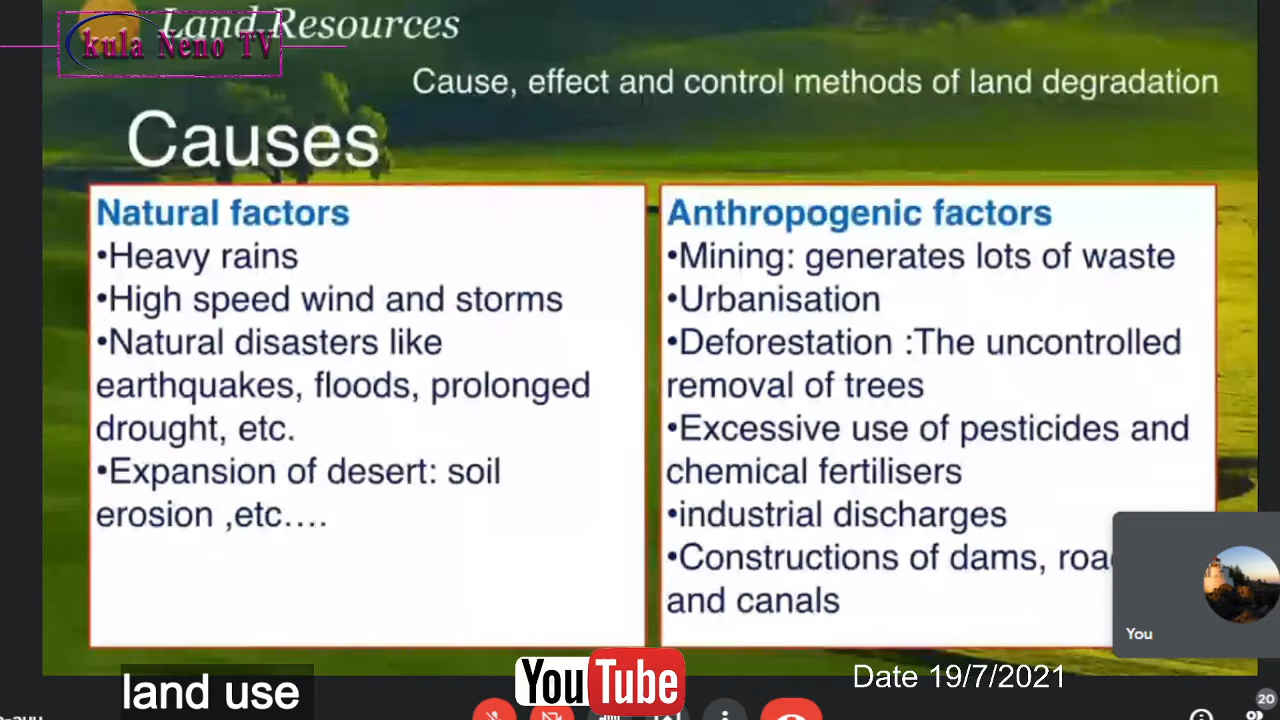 Land Resources
kula Neno TV
Cause, effect and control methods of land degradation
Causes
Natural factors
•Heavy rains
•High speed wind and storms
•Natural disasters like
earthquakes, floods, prolonged
drought, etc.
•Expansion of desert: soil
erosion ,etc….
Anthropogenic factors
•Mining: generates lots of waste
•Urbanisation
•Deforestation :The uncontrolled
removal of trees
•Excessive use of pesticides and
chemical fertilisers
•industrial discharges
•Constructions of dams,
and canals
You
land use
YouTube
Date 19/7/2021
20